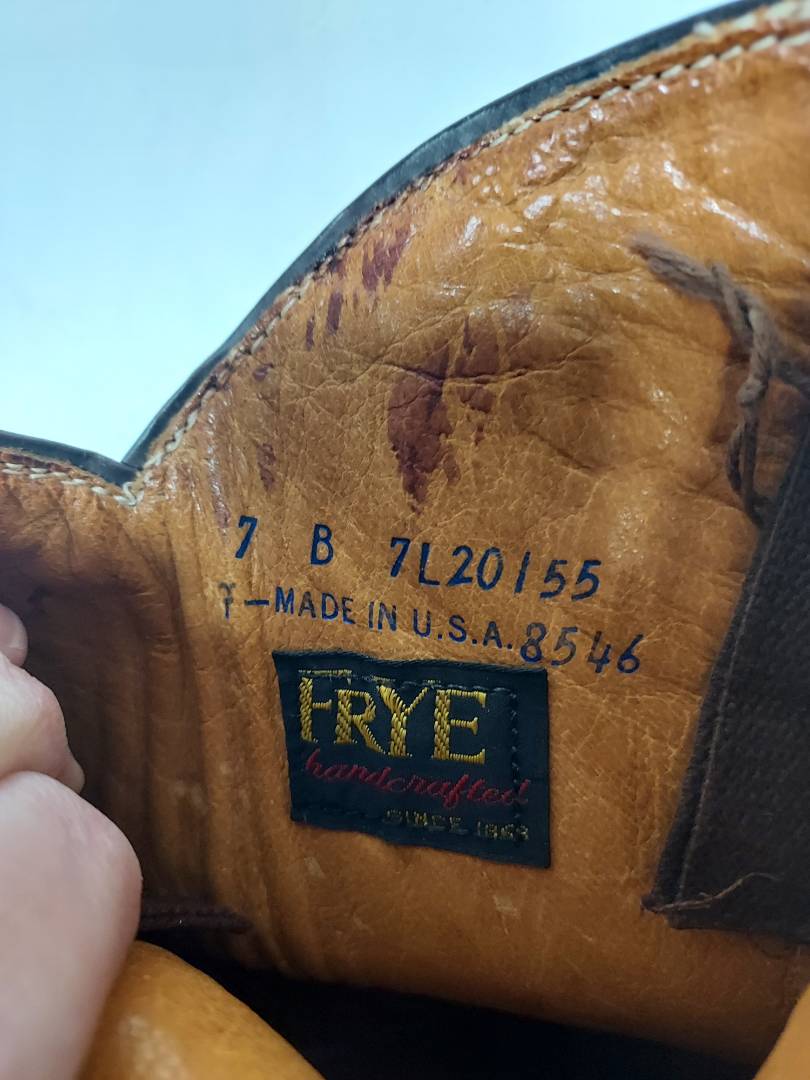 7 B 7L20155
7-MADE IN U.S.A. 8546
FRYE
handcrafted
SINCE 1863